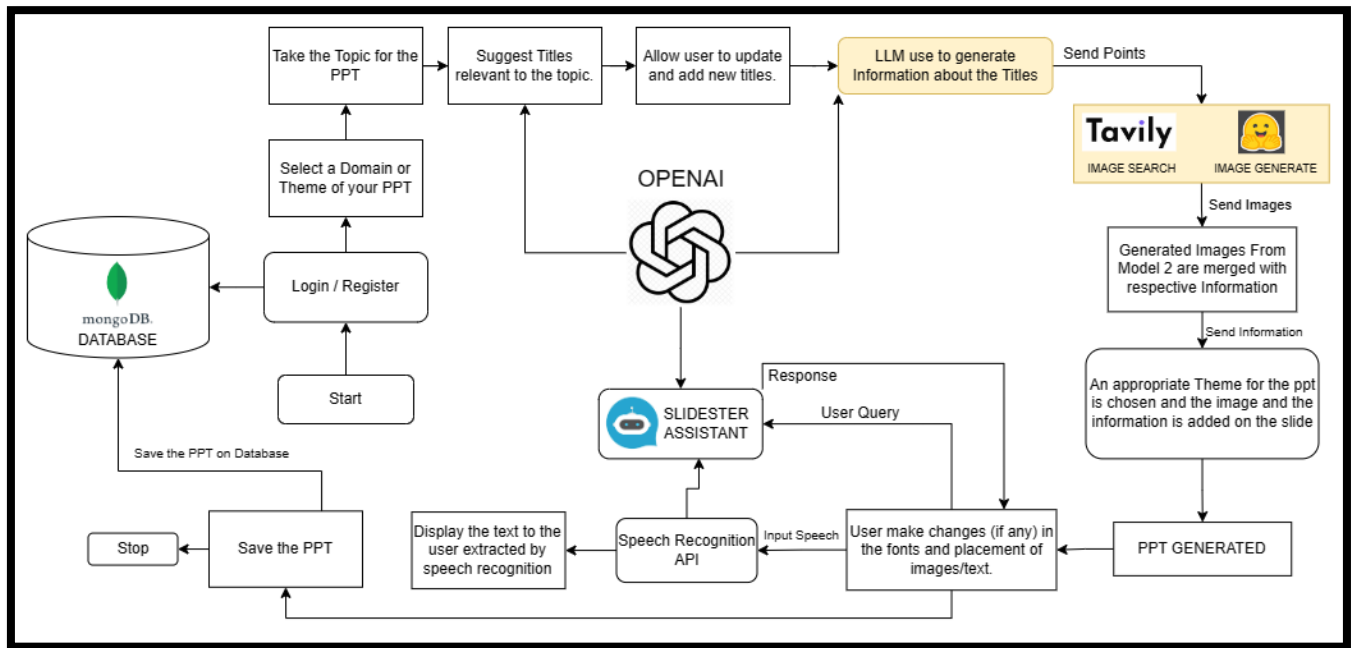 Take the Topic for the
PPT
Suggest Titles
relevant to the topic.
Allow user to update
and add new titles.
LLM use to generate
Information about the Titles
Send Points
Tavily
IMAGE SEARCH
IMAGE GENERATE
Select a Domain or
Theme of your PPT
OPENAI
Send Images
Generated Images From
Model 2 are merged with
respective Information
Login / Register
mongoDB.
DATABASE
Send Information
Start
An appropriate Theme for the ppt
is chosen and the image and the
information is added on the slide
Response
SLIDESTER
ASSISTANT
User Query
Save the PPT on Database
Stop
Save the PPT
Display the text to the
user extracted by
speech recognition
Speech Recognition
API
Input Speech
User make changes (if any) in
the fonts and placement of
images/text.
PPT GENERATED